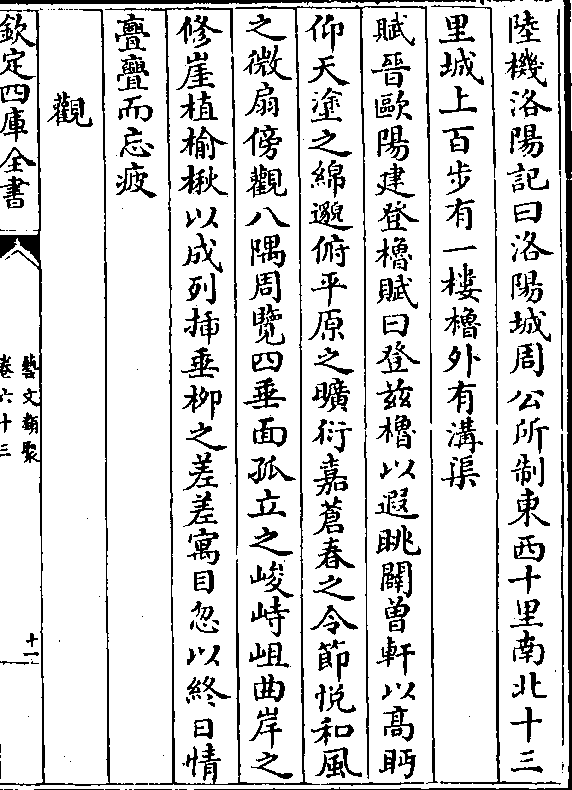 陸機洛陽記曰洛陽城周公所制東西十里南北十三
里城上百步有一樓櫓外有溝渠
賦晉歐陽建登櫓賦曰登兹櫓以遐眺闢曽軒以髙眄
仰天塗之綿邈俯平原之曠衍嘉蒼春之令節悦和風
之微扇傍觀八隅周覽四垂面孤立之峻峙岨曲岸之
修崖植榆楸以成列挿垂栁之差差寓目忽以終日情
亹亹而忘疲
觀
欽定四庫全書
藝文類聚
卷六十三
十一